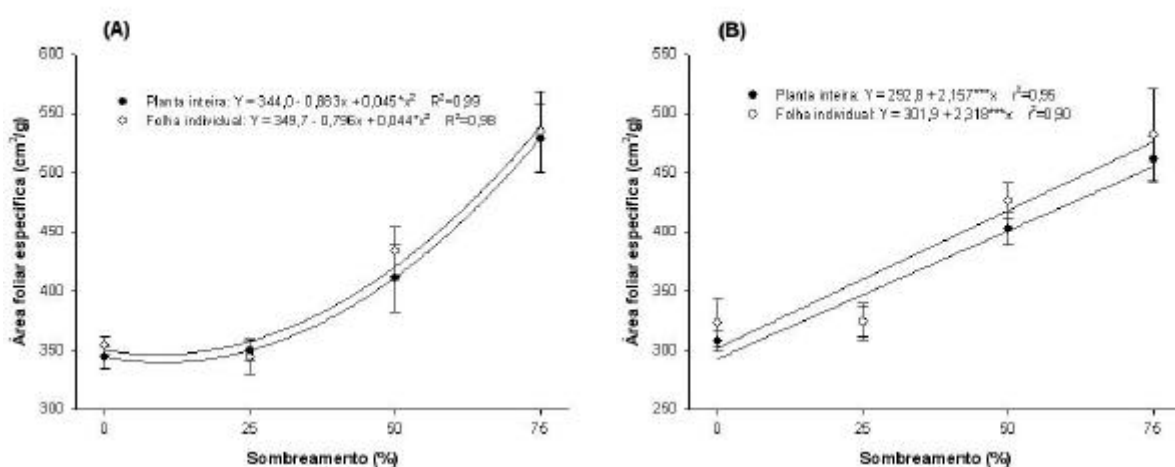 (A)
600
550
500
450
400
350
300
Área foliar específica (cm²/g)
Planta inteira: Y = 344,0 - 0,883x + 0,045*x² R²=0,99
Folha individual: Y = 349,7 - 0,796x + 0,044*x² R²=0,98
0 25 50 75
Sombreamento (%)
(B)
550
500
450
400
350
300
250
Área foliar específica (cm²/g)
Planta inteira: Y = 292,8 + 2,157***x r²=0,95
Folha individual: Y = 301,9 + 2,318***x r²=0,90
0 25 50 75
Sombreamento (%)